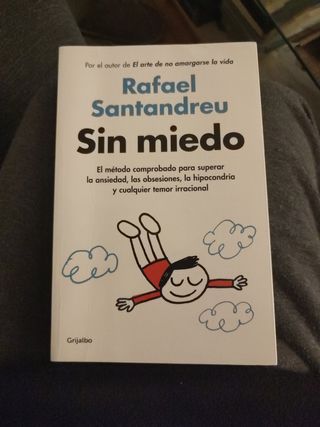 Por el autor de El arte de no amargarse la vida
Rafael
Santandreu
Sin miedo
El método comprobado para superar
la ansiedad, las obsesiones, la hipocondria
y cualquier temor irracional
Grijalbo